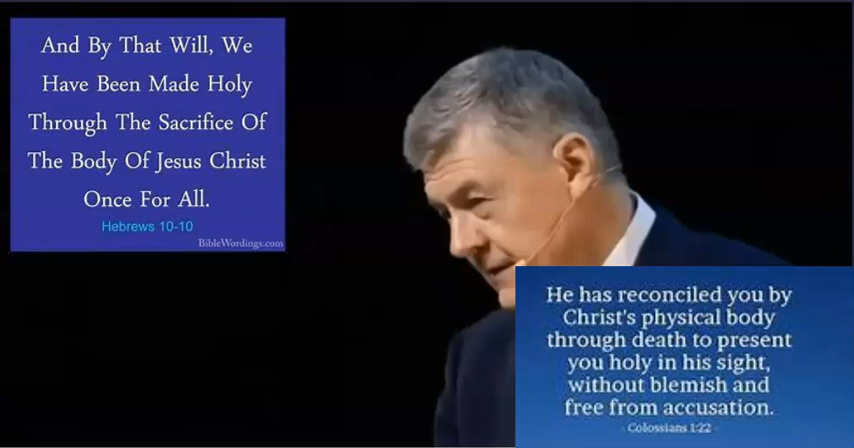 And By That Will, We
Have Been Made Holy
Through The Sacrifice Of
The Body Of Jesus Christ
Once For All.
Hebrews 10-10
BibleWordings.com
He has reconciled you by
Christ's physical body
through death to present
you holy in his sight,
without blemish and
free from accusation.
- Colossians 1:22 -